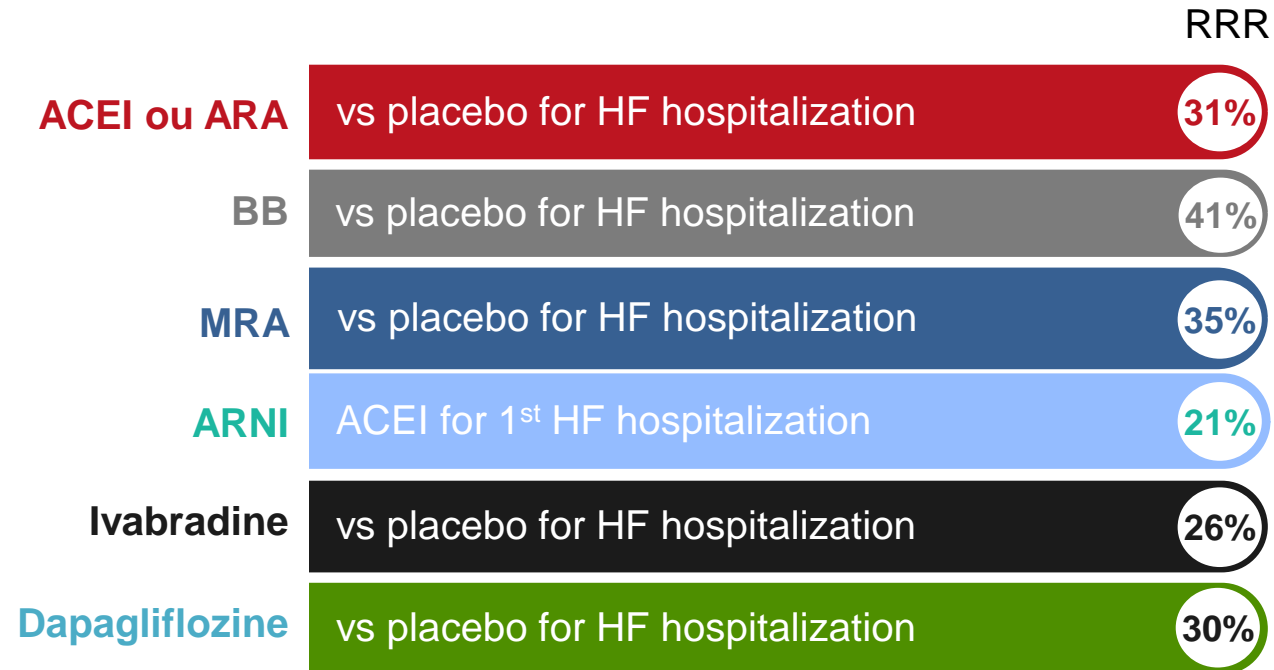 RRR
ACEI ou ARA vs placebo for HF hospitalization 31%
BB vs placebo for HF hospitalization 41%
MRA vs placebo for HF hospitalization 35%
ARNI ACEI for 1st HF hospitalization 21%
Ivabradine vs placebo for HF hospitalization 26%
Dapagliflozine vs placebo for HF hospitalization 30%